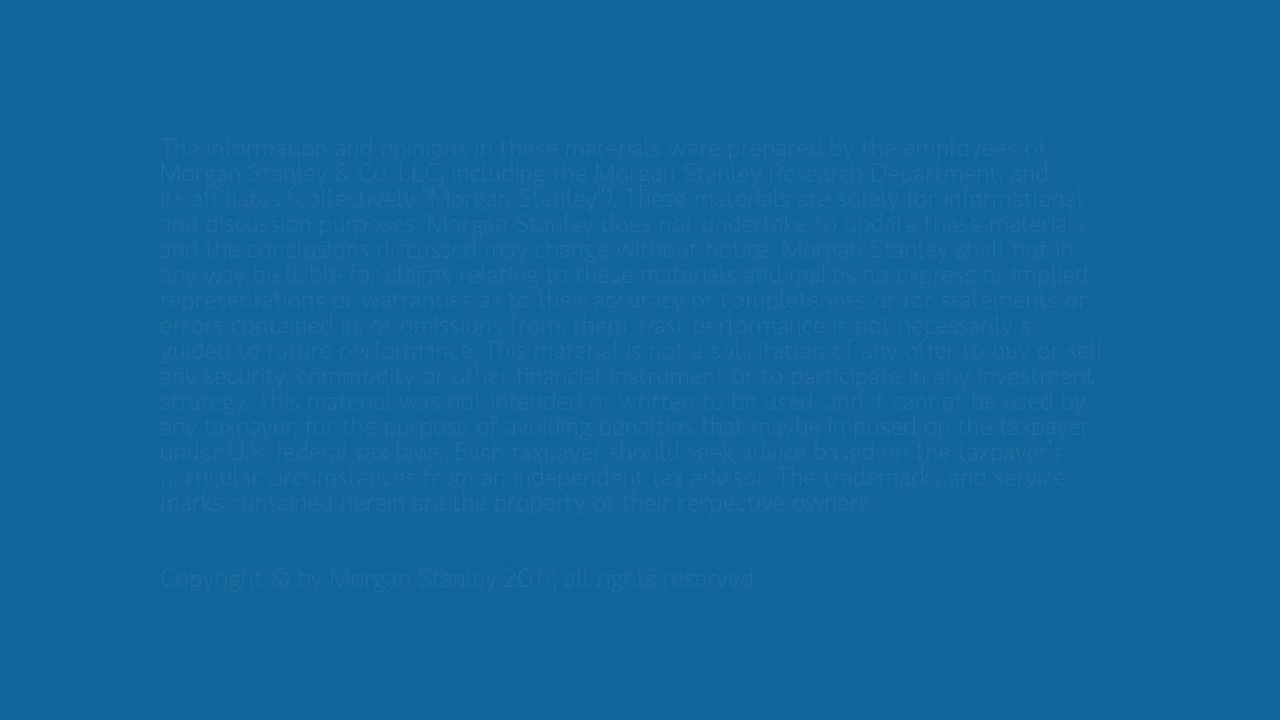 The information and opinions in these materials were prepared by the employees of
Morgan Stanley & Co. LLC, including the Morgan Stanley Research Department, and
its affiliates (collectively "Morgan Stanley"). These materials are solely for informational
and discussion purposes. Morgan Stanley does not undertake to update these materials
and the conclusions discussed may change without notice. Morgan Stanley shall not in
any way be liable for claims relating to these materials and makes no express or implied
representations or warranties as to their accuracy or completeness or for statements or
errors contained in, or omissions from, them. Past performance is not necessarily a
guided to future performance. This material is not a solicitation of any offer to buy or sell
any security, commodity or other financial instrument or to participate in any investment
strategy. This material was not intended or written to be used, and it cannot be used by
any taxpayer, for the purpose of avoiding penalties that maybe imposed on the taxpayer
under U.S. federal tax laws. Each taxpayer should seek advice based on the taxpayer's
particular circumstances from an independent tax advisor. The trademarks and service
marks contained herein are the property of their respective owners.
Copyright © by Morgan Stanley 2017, all rights reserved